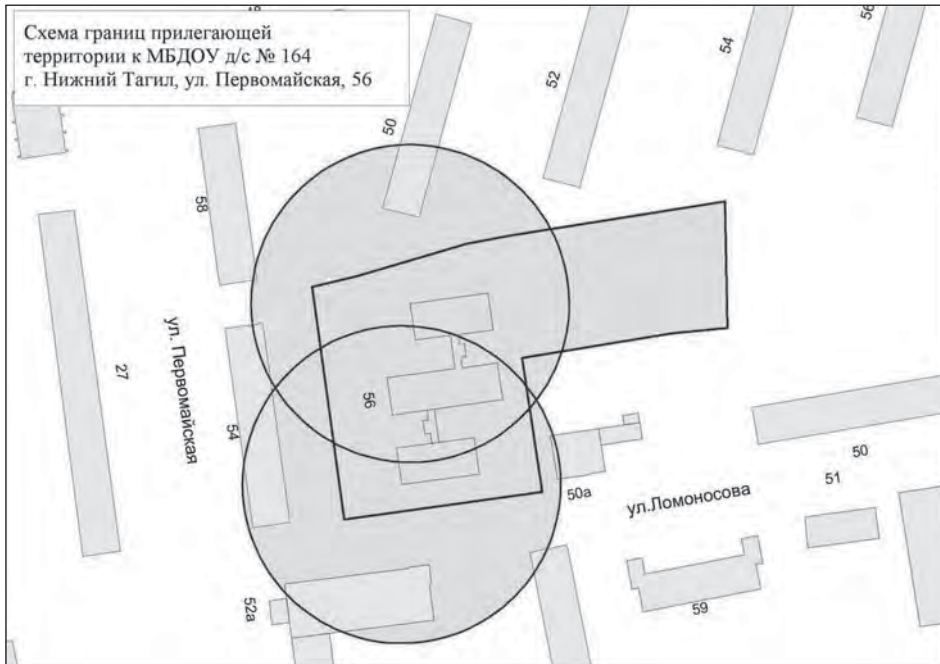 Схема границ прилегающей
территории к МБДОУ д/с № 164
г. Нижний Тагил, ул. Первомайская, 56
50
52
54
56
58
ул. Первомайская
27
54
56
50а
ул.Ломоносова
50
51
52а
59